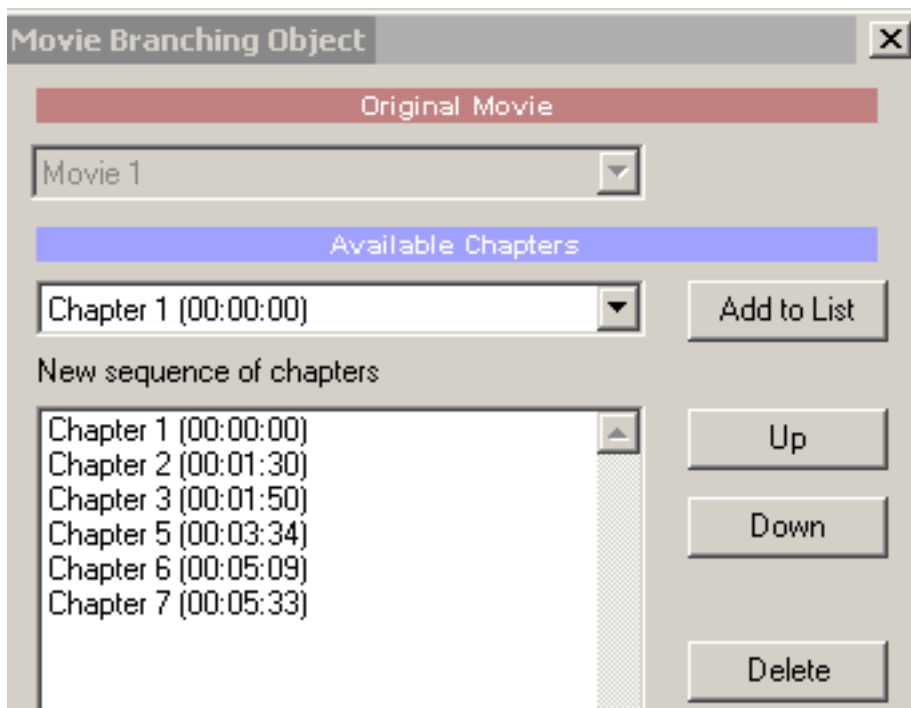 Movie Branching Object
Original Movie
Movie 1
Available Chapters
Chapter 1 (00:00:00)
Add to List
New sequence of chapters
Chapter 1 (00:00:00)
Chapter 2 (00:01:30)
Chapter 3 (00:01:50)
Chapter 5 (00:03:34)
Chapter 6 (00:05:09)
Chapter 7 (00:05:33)
Up
Down
Delete